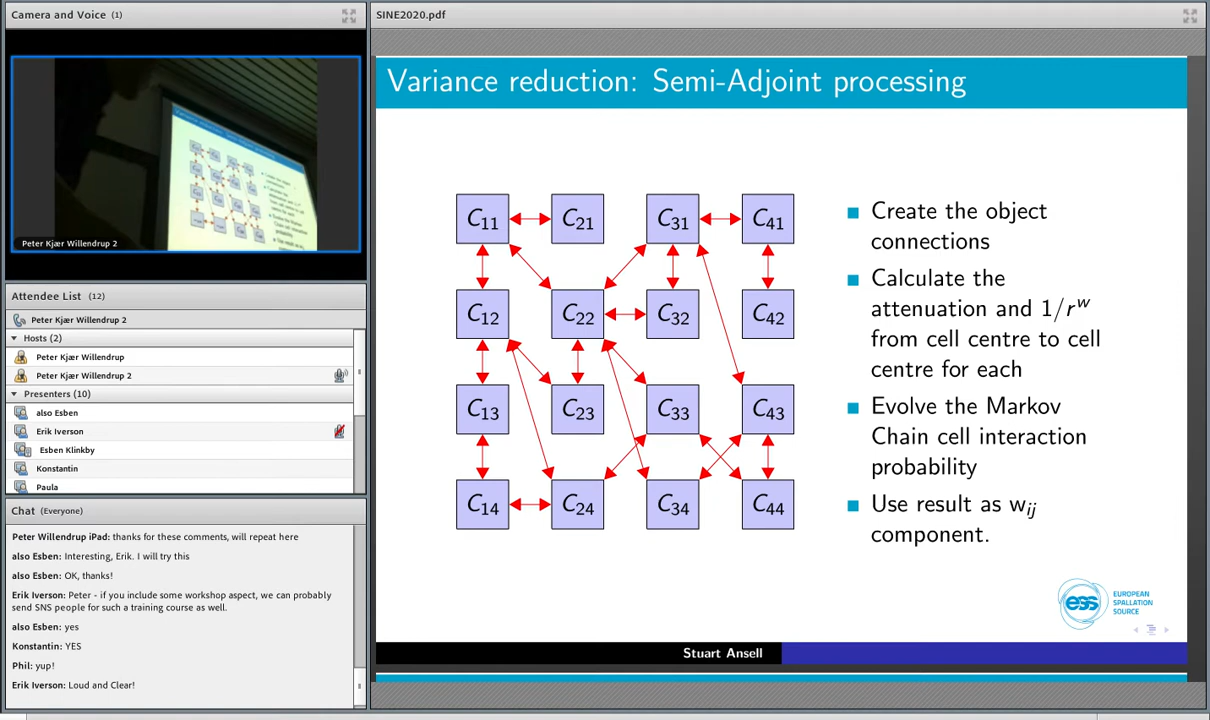 Camera and Voice (1)
Peter Kjær Willendrup 2
Attendee List (12)
Peter Kjær Willendrup 2
Hosts (2)
Peter Kjær Willendrup
Peter Kjær Willendrup 2
Presenters (10)
also Esben
Erik Iverson
Esben Klinkby
Konstantin
Paula
Chat (Everyone)
Peter Willendrup iPad: thanks for these comments, will repeat here
also Esben: Interesting, Erik. I will try this
also Esben: OK, thanks!
Erik Iverson: Peter - if you include some workshop aspect, we can probably
send SNS people for such a training course as well.
also Esben: yes
Konstantin: YES
Phil: yup!
Erik Iverson: Loud and Clear!
SINE2020.pdf
Variance reduction: Semi-Adjoint processing
C11 C21 C31 C41
C12 C22 C32 C42
C13 C23 C33 C43
C14 C24 C34 C44
Create the object
connections
Calculate the
attenuation and 1/r^w
from cell centre to cell
centre for each
Evolve the Markov
Chain cell interaction
probability
Use result as w_ij
component.
ess
EUROPEAN
SPALLATION
SOURCE
Stuart Ansell